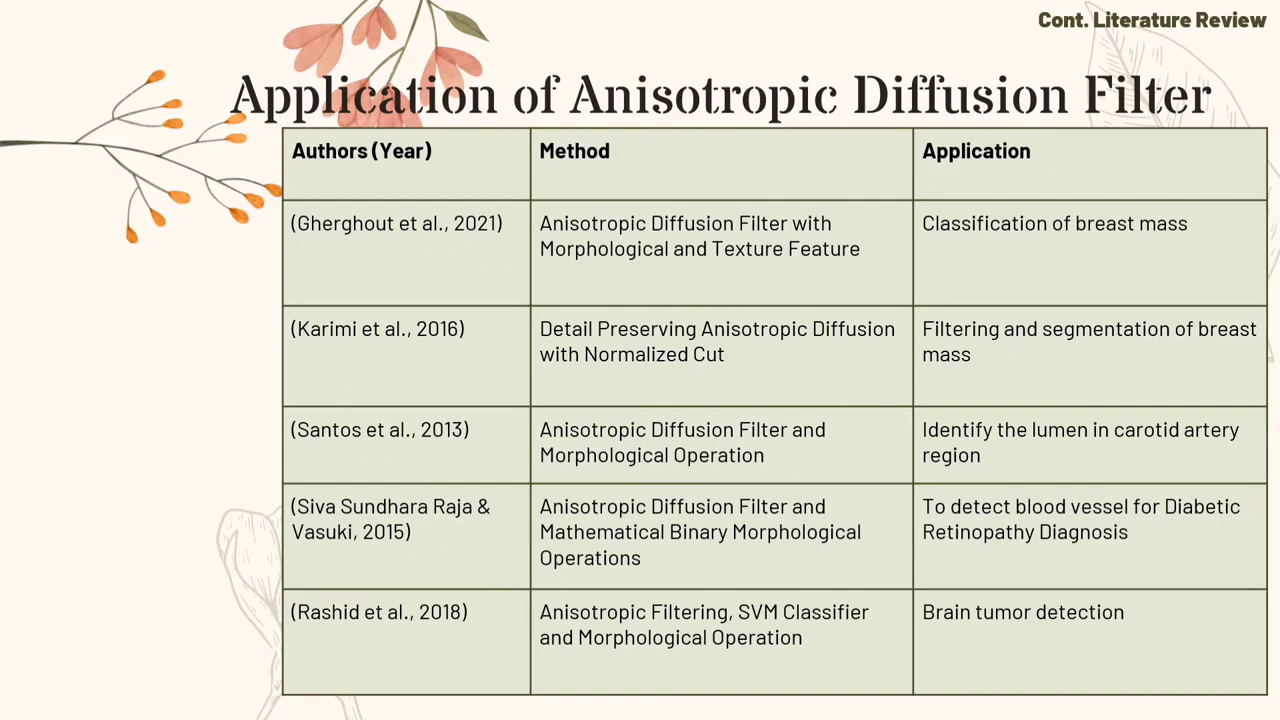 Cont. Literature Review
Application of Anisotropic Diffusion Filter
Authors (Year)
Method
Application
(Gherghout et al., 2021)
Anisotropic Diffusion Filter with
Morphological and Texture Feature
Classification of breast mass
(Karimi et al., 2016)
Detail Preserving Anisotropic Diffusion
with Normalized Cut
Filtering and segmentation of breast
mass
(Santos et al., 2013)
Anisotropic Diffusion Filter and
Morphological Operation
Identify the lumen in carotid artery
region
(Siva Sundhara Raja &
Vasuki, 2015)
Anisotropic Diffusion Filter and
Mathematical Binary Morphological
Operations
To detect blood vessel for Diabetic
Retinopathy Diagnosis
(Rashid et al., 2018)
Anisotropic Filtering, SVM Classifier
and Morphological Operation
Brain tumor detection